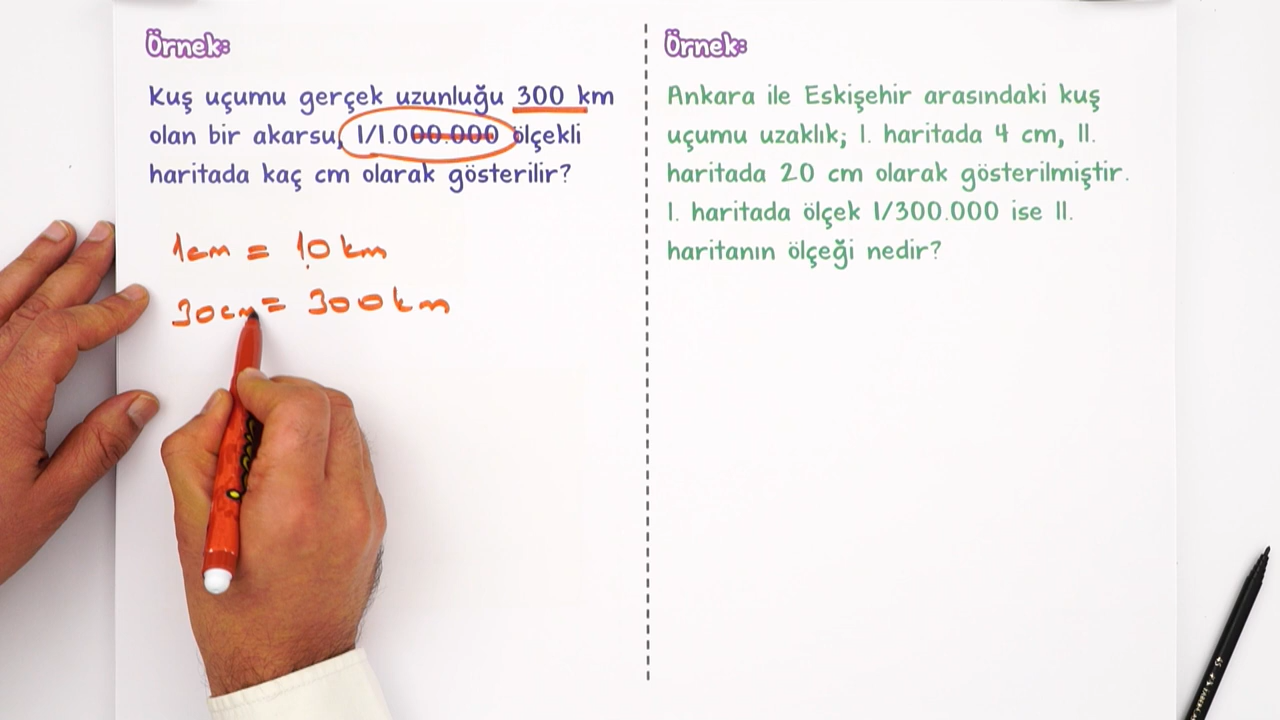 Örnek:
Kuş uçumu gerçek uzunluğu 300 km
olan bir akarsu, 1/1.000.000 ölçekli
haritada kaç cm olarak gösterilir?
1cm = 10 km
30cm = 300km
Örnek:
Ankara ile Eskişehir arasındaki kuş
uçumu uzaklık; I. haritada 4 cm, II.
haritada 20 cm olarak gösterilmiştir.
I. haritada ölçek 1/300.000 ise II.
haritanın ölçeği nedir?